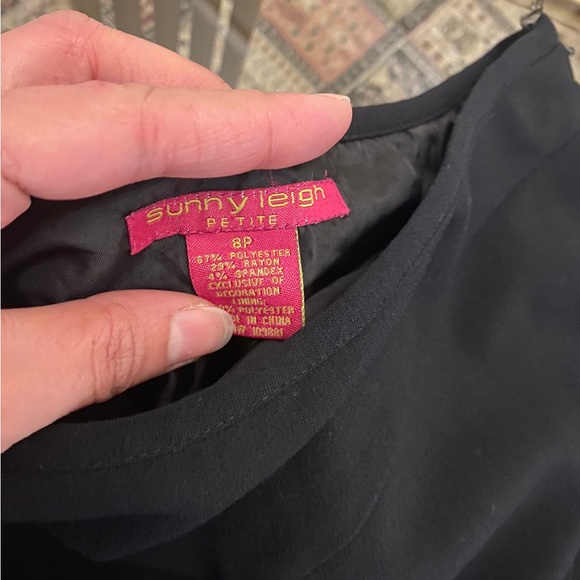 sunny leigh
PETITE
8P
67% POLYESTER
29% RAYON
4% SPANDEX
EXCLUSIVE OF
DECORATION
LINING:
POLYESTER
IN CHINA